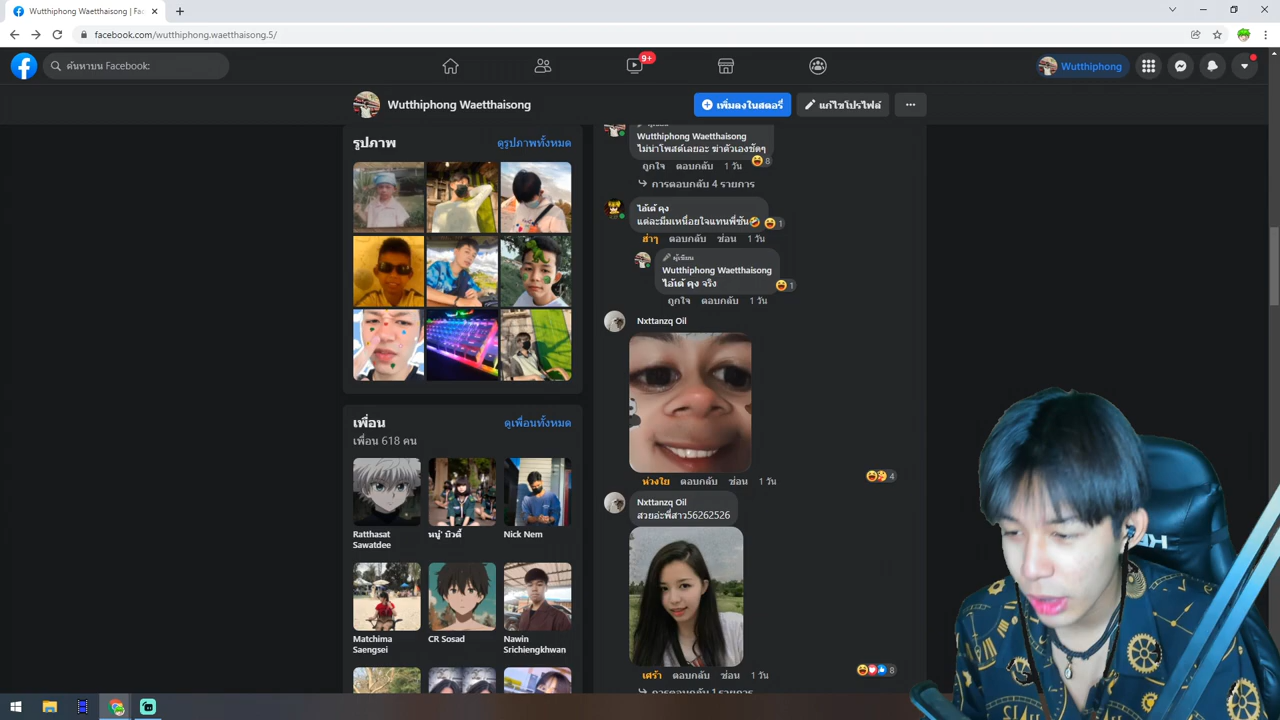 Wutthiphong Waetthaisong | Fac
facebook.com/wutthiphong.waetthaisong.5/
ค้นหาบน Facebook
9+
Wutthiphong
Wutthiphong Waetthaisong
เพิ่มลงในสตอรี่
แก้ไขโปรไฟล์
รูปภาพ
ดูรูปภาพทั้งหมด
เพื่อน
ดูเพื่อนทั้งหมด
เพื่อน 618 คน
Ratthasat
Sawatdee
หนู๋' บิวตี้
Nick Nem
Matchima
Saengsei
CR Sosad
Nawin
Srichiengkhwan
Wutthiphong Waetthaisong
ไม่น่าโพสต์เลยอะ ฆ่าตัวเองชัดๆ
8
ถูกใจ ตอบกลับ 1 วัน
การตอบกลับ 4 รายการ
ไอ้เต้ คุง
แต่ละมีมเหนื่อยใจแทนพี่ซัน🤣
1
ฮ่าๆ ตอบกลับ ซ่อน 1 วัน
ผู้เขียน
Wutthiphong Waetthaisong
ไอ้เต้ คุง จริง
1
ถูกใจ ตอบกลับ 1 วัน
Nxttanzq Oil
4
ห่วงใย ตอบกลับ ซ่อน 1 วัน
Nxttanzq Oil
สวยอ่ะพี่สาว56262526
8
เศร้า ตอบกลับ ซ่อน 1 วัน
การตอบกลับ 1 รายการ